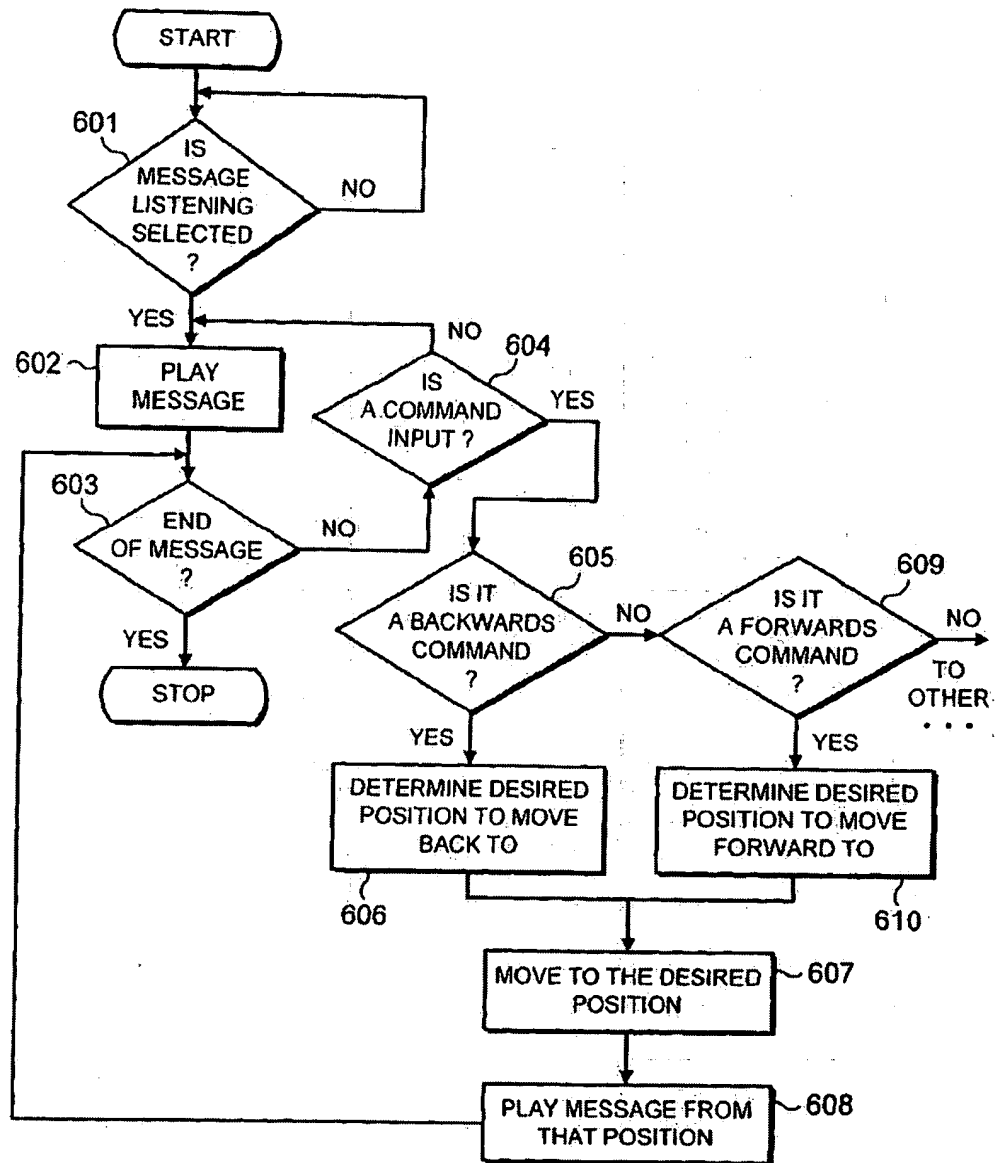 START
601
IS
MESSAGE
LISTENING
SELECTED
?
NO
YES
602
PLAY
MESSAGE
603
END
OF MESSAGE
?
NO
YES
STOP
NO
604
IS
A COMMAND
INPUT ?
YES
605
IS IT
A BACKWARDS
COMMAND
?
NO
YES
609
IS IT
A FORWARDS
COMMAND
?
NO
TO
OTHER
. . .
YES
DETERMINE DESIRED
POSITION TO MOVE
BACK TO
606
DETERMINE DESIRED
POSITION TO MOVE
FORWARD TO
610
MOVE TO THE DESIRED
POSITION
607
PLAY MESSAGE FROM
THAT POSITION
608